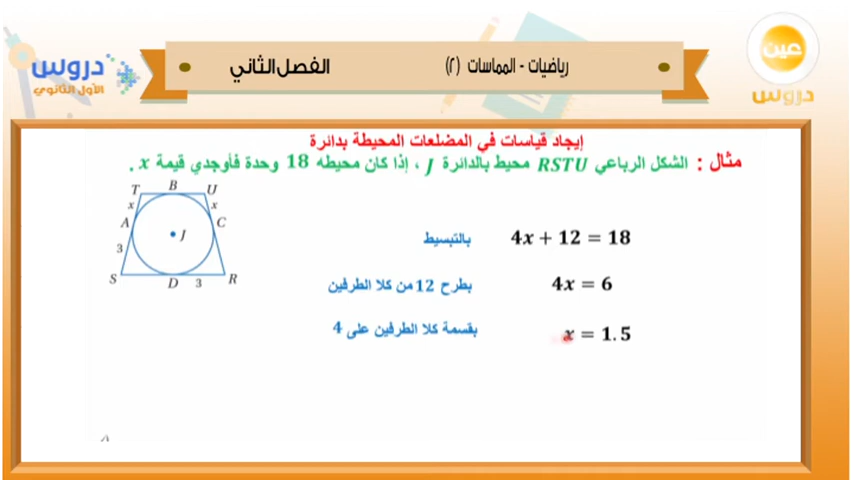 دروس
الأول الثانوي
الفصل الثاني
رياضيات - المماسات (٢)
عين
دروس
إيجاد قياسات في المضلعات المحيطة بدائرة
مثال : الشكل الرباعي RSTU محيط بالدائرة J ، إذا كان محيطه 18 وحدة فأوجدي قيمة x .
T B U
x x
A C
J
3
S D 3 R
4x + 12 = 18 بالتبسيط
4x = 6 بطرح 12 من كلا الطرفين
x = 1.5 بقسمة كلا الطرفين على 4